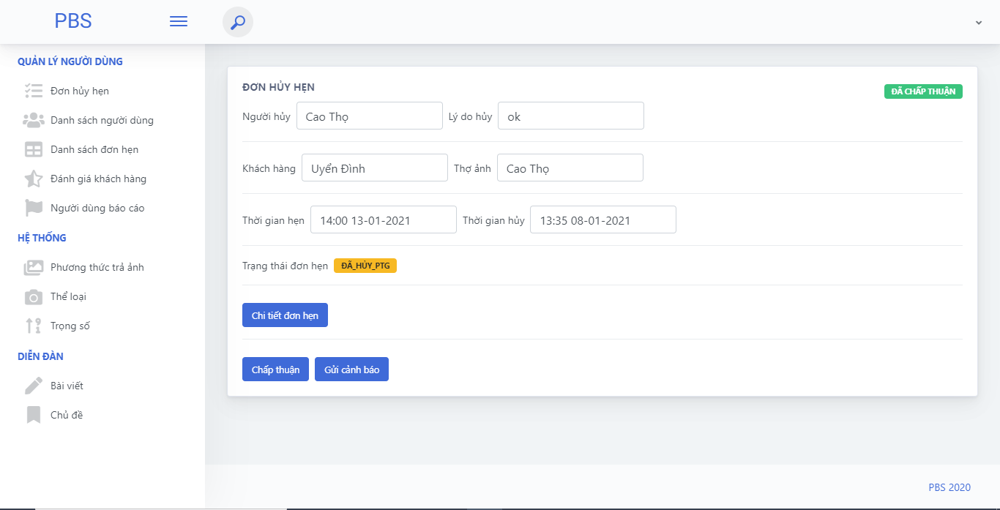 PBS
QUẢN LÝ NGƯỜI DÙNG
Đơn hủy hẹn
Danh sách người dùng
Danh sách đơn hẹn
Đánh giá khách hàng
Người dùng báo cáo
HỆ THỐNG
Phương thức trả ảnh
Thể loại
Trọng số
DIỄN ĐÀN
Bài viết
Chủ đề
ĐƠN HỦY HẸN
ĐÃ CHẤP THUẬN
Người hủy Cao Thọ Lý do hủy ok
Khách hàng Uyển Đình Thợ ảnh Cao Thọ
Thời gian hẹn 14:00 13-01-2021 Thời gian hủy 13:35 08-01-2021
Trạng thái đơn hẹn ĐÃ_HỦY_PTG
Chi tiết đơn hẹn
Chấp thuận Gửi cảnh báo
PBS 2020